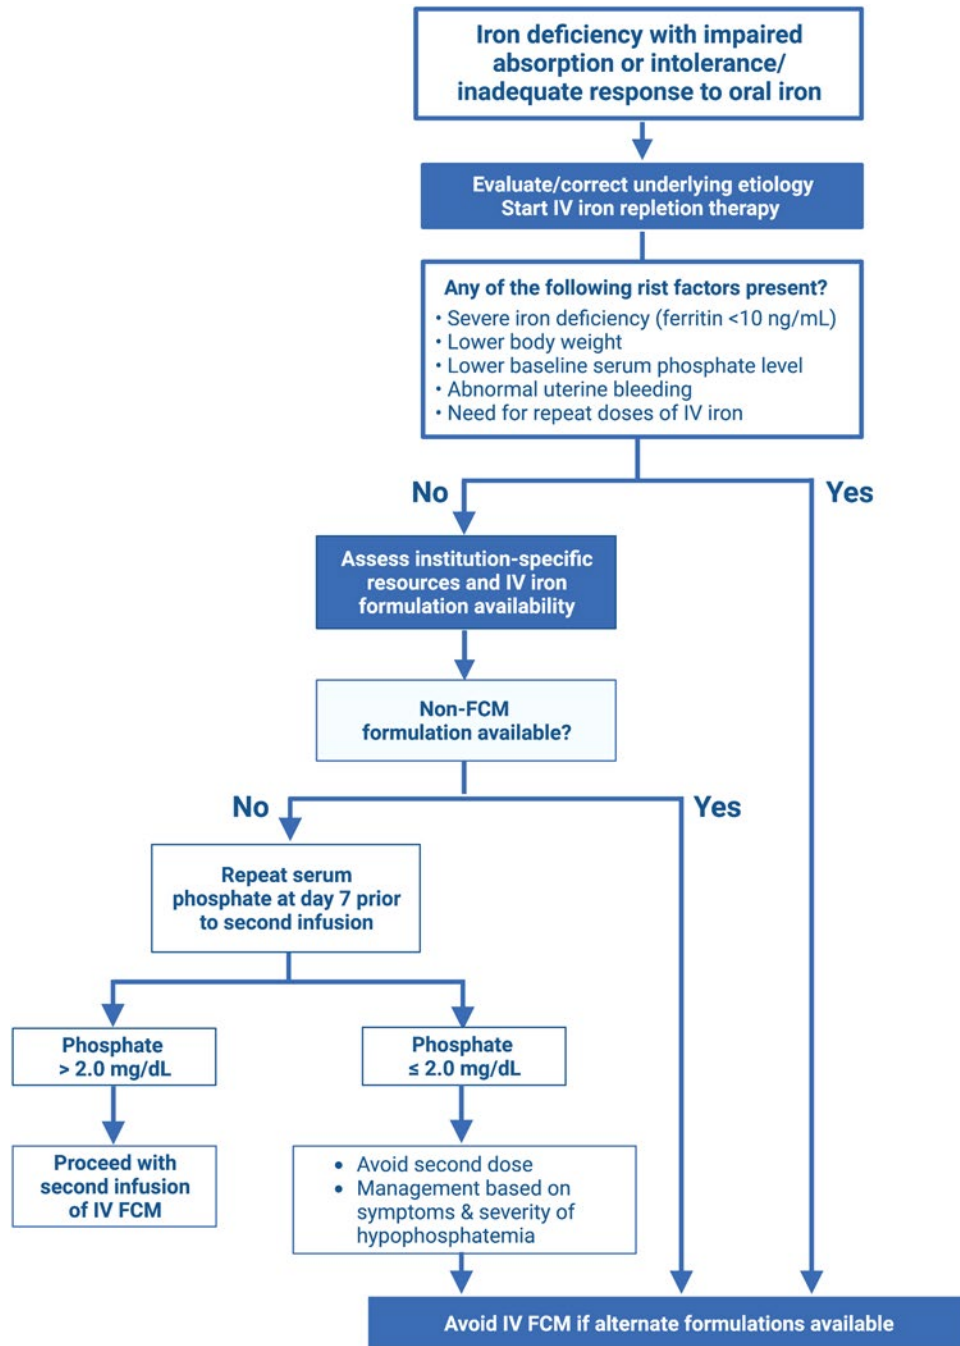 Iron deficiency with impaired
absorption or intolerance/
inadequate response to oral iron
Evaluate/correct underlying etiology
Start IV iron repletion therapy
Any of the following rist factors present?
• Severe iron deficiency (ferritin <10 ng/mL)
• Lower body weight
• Lower baseline serum phosphate level
• Abnormal uterine bleeding
• Need for repeat doses of IV iron
No
Yes
Assess institution-specific
resources and IV iron
formulation availability
Non-FCM
formulation available?
No
Yes
Repeat serum
phosphate at day 7 prior
to second infusion
Phosphate
> 2.0 mg/dL
Phosphate
≤ 2.0 mg/dL
Proceed with
second infusion
of IV FCM
• Avoid second dose
• Management based on
symptoms & severity of
hypophosphatemia
Avoid IV FCM if alternate formulations available